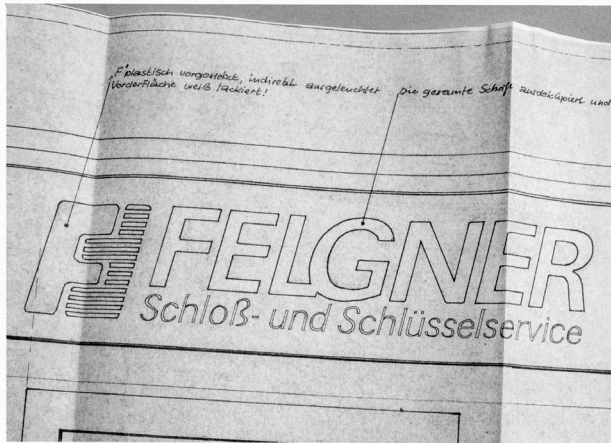 "F" plastisch vorgesetzt, indirekt ausgeleuchtet
Vorderfläche weiß lackiert!
Die gesamte Schrift ausdekupiert und
FELGNER
Schloß- und Schlüsselservice